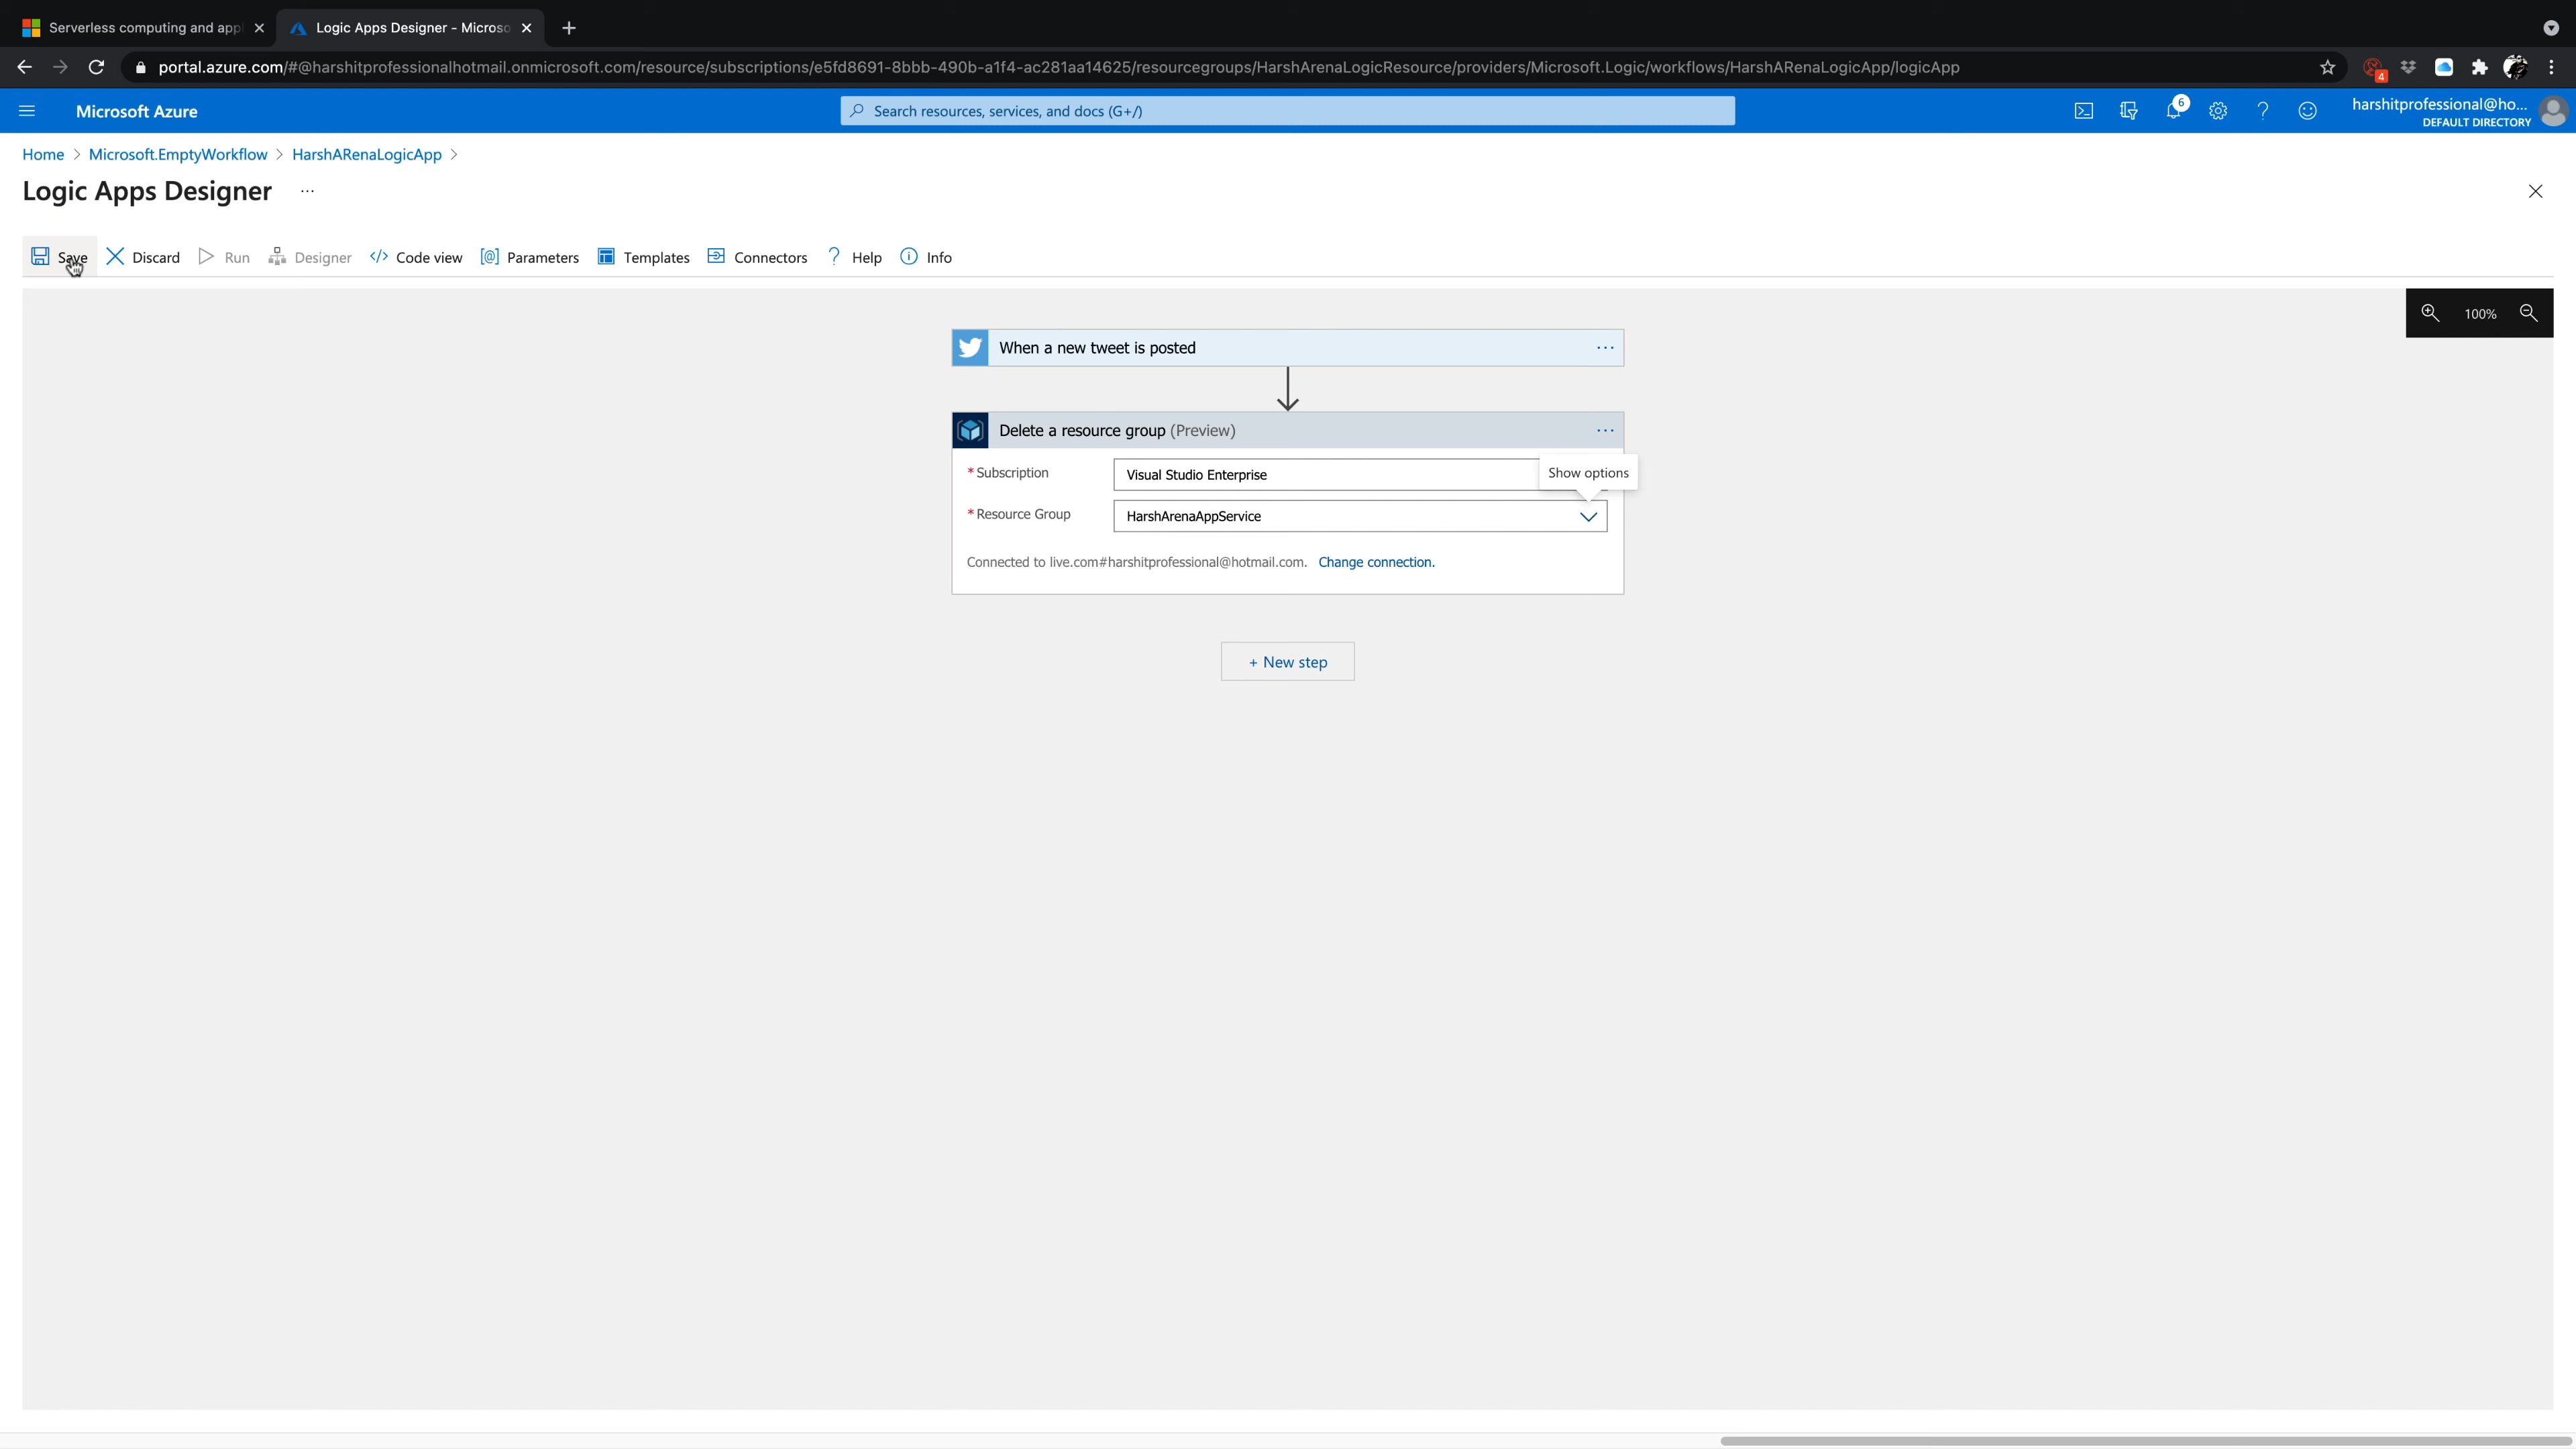 Serverless computing and appl
Logic Apps Designer - Microso
portal.azure.com/#@harshitprofessionalhotmail.onmicrosoft.com/resource/subscriptions/e5fd8691-8bbb-490b-a1f4-ac281aa14625/resourcegroups/HarshArenaLogicResource/providers/Microsoft.Logic/workflows/HarshARenaLogicApp/logicApp
4
Microsoft Azure
Search resources, services, and docs (G+/)
6
harshitprofessional@ho...
DEFAULT DIRECTORY
Home > Microsoft.EmptyWorkflow > HarshARenaLogicApp >
Logic Apps Designer ...
Save Discard Run Designer Code view Parameters Templates Connectors Help Info
100%
When a new tweet is posted
Delete a resource group (Preview)
* Subscription
Visual Studio Enterprise
Show options
* Resource Group
HarshArenaAppService
Connected to live.com#harshitprofessional@hotmail.com. Change connection.
+ New step